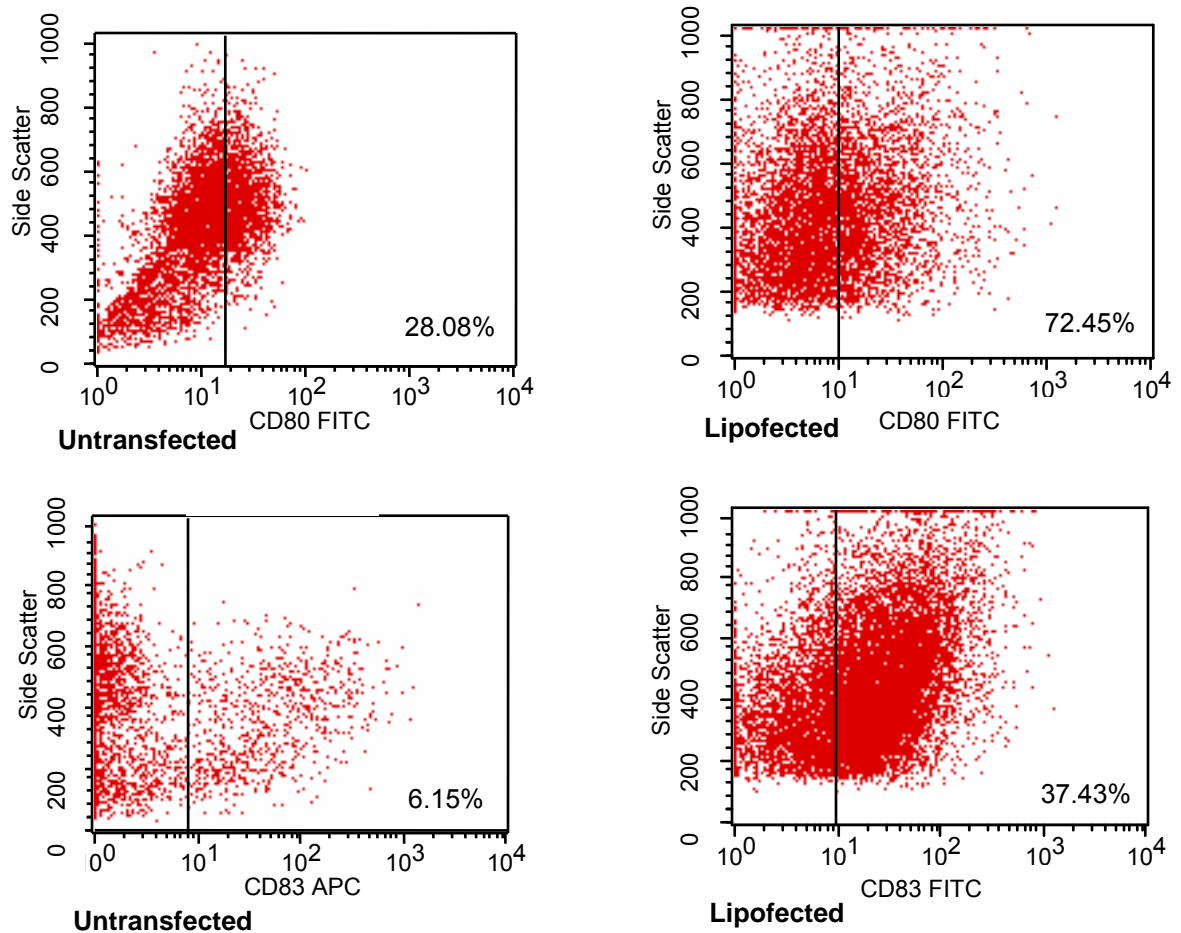 1000
800
600
400
200
0
Side Scatter
28.08%
10^0 10^1 10^2 10^3 10^4
CD80 FITC
Untransfected
1000
800
600
400
200
0
Side Scatter
72.45%
10^0 10^1 10^2 10^3 10^4
CD80 FITC
Lipofected
1000
800
600
400
200
0
Side Scatter
6.15%
10^0 10^1 10^2 10^3 10^4
CD83 APC
Untransfected
1000
800
600
400
200
0
Side Scatter
37.43%
10^0 10^1 10^2 10^3 10^4
CD83 FITC
Lipofected